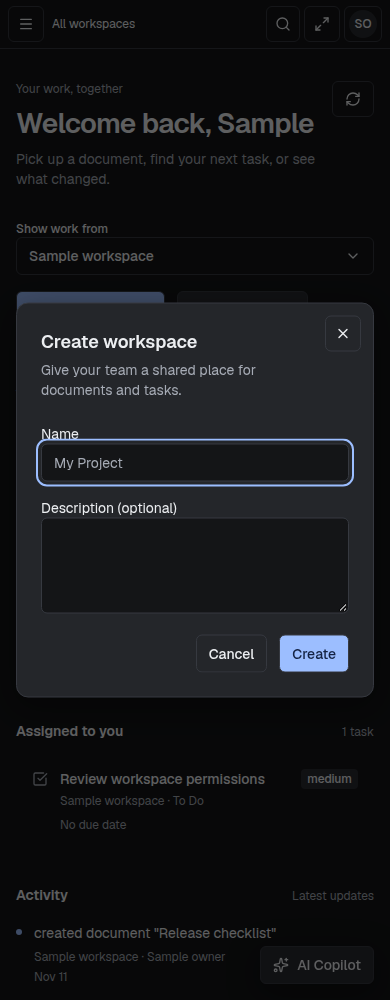 All workspaces
SO
Your work, together
Welcome back, Sample
Pick up a document, find your next task, or see
what changed.
Show work from
Sample workspace
Create workspace
Give your team a shared place for
documents and tasks.
Name
My Project
Description (optional)
Cancel
Create
Assigned to you
1 task
Review workspace permissions
medium
Sample workspace · To Do
No due date
Activity
Latest updates
created document "Release checklist"
Sample workspace · Sample owner
Nov 11
AI Copilot